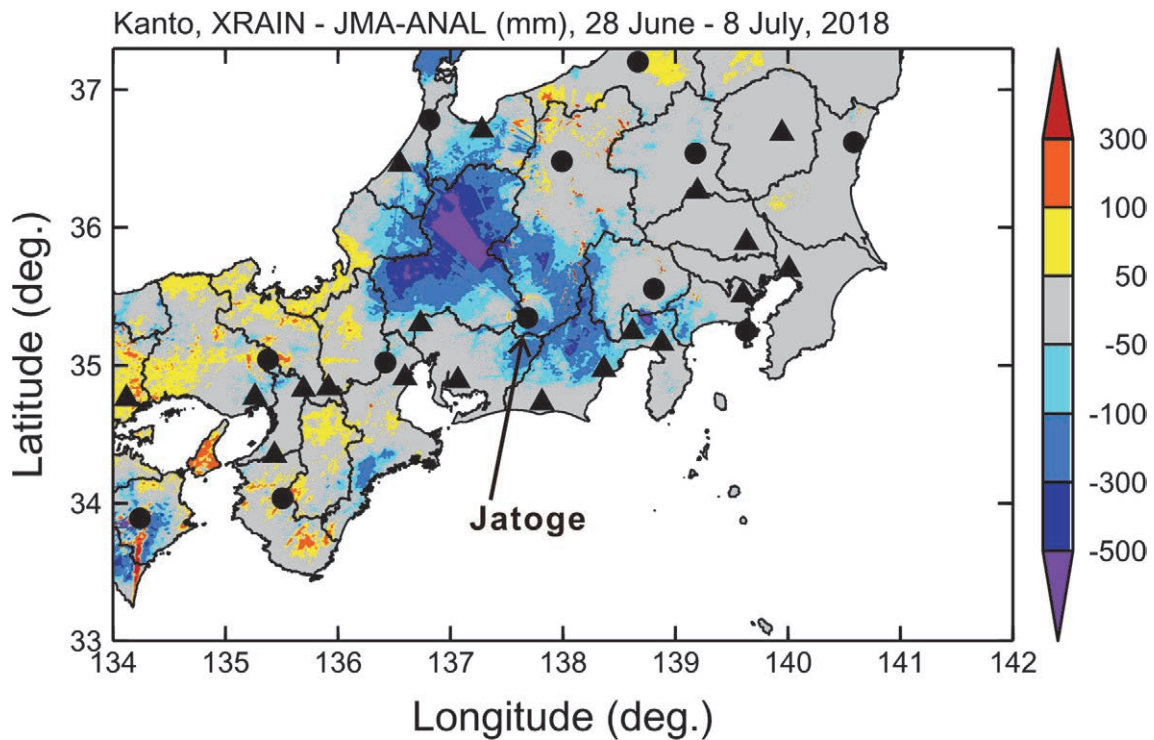 Kanto, XRAIN - JMA-ANAL (mm), 28 June - 8 July, 2018
37
36
35
34
33
Latitude (deg.)
134 135 136 137 138 139 140 141 142
Longitude (deg.)
Jatoge
300
100
50
-50
-100
-300
-500